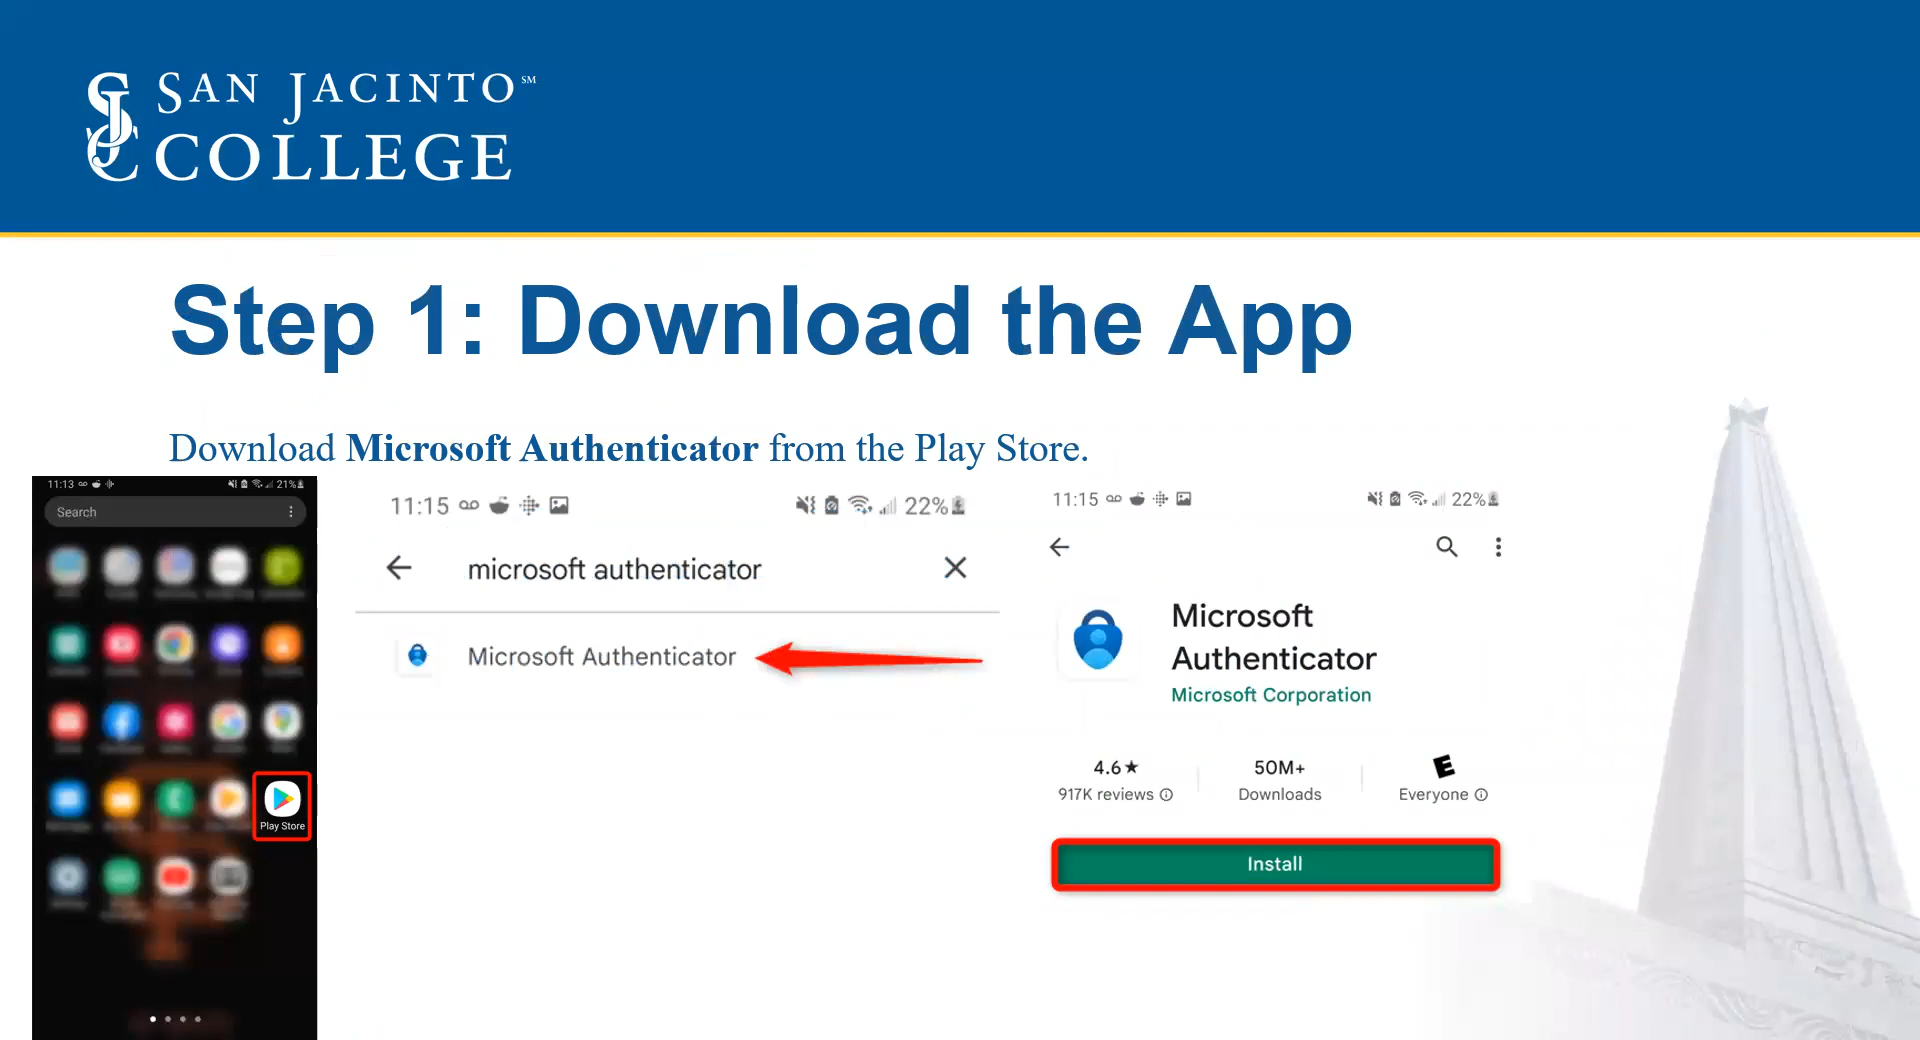 SAN JACINTO℠
COLLEGE
Step 1: Download the App
Download Microsoft Authenticator from the Play Store.
11:13
21%
Search
Play Store
11:15
22%
microsoft authenticator
Microsoft Authenticator
11:15
22%
Microsoft
Authenticator
Microsoft Corporation
4.6★
917K reviews
50M+
Downloads
E
Everyone
Install